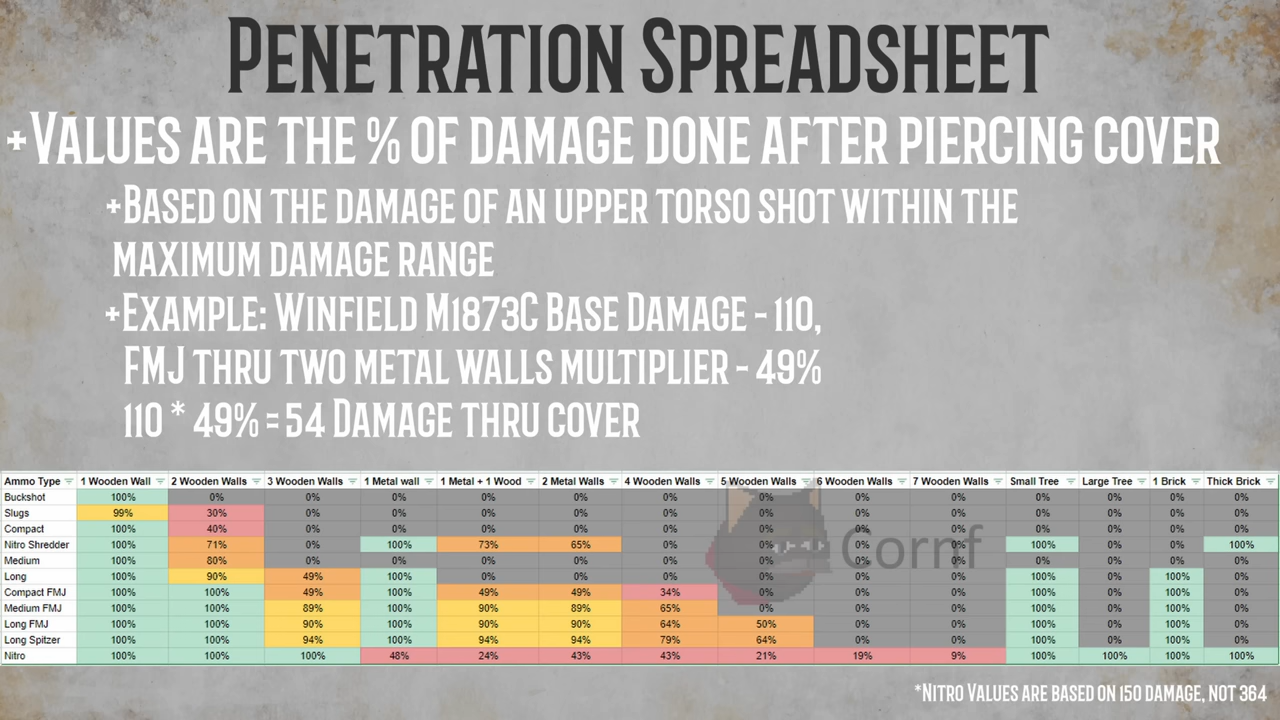 Penetration Spreadsheet
+Values are the % of damage done after piercing cover
+Based on the damage of an upper torso shot within the
maximum damage range
+Example: Winfield M1873C Base Damage - 110,
FMJ thru two metal walls multiplier - 49%
110 * 49% = 54 Damage thru cover
Ammo Type 1 Wooden Wall 2 Wooden Walls 3 Wooden Walls 1 Metal wall 1 Metal + 1 Wood 2 Metal Walls 4 Wooden Walls 5 Wooden Walls 6 Wooden Walls 7 Wooden Walls Small Tree Large Tree 1 Brick Thick Brick
Buckshot 100% 0% 0% 0% 0% 0% 0% 0% 0% 0% 0% 0% 0% 0%
Slugs 99% 30% 0% 0% 0% 0% 0% 0% 0% 0% 0% 0% 0% 0%
Compact 100% 40% 0% 0% 0% 0% 0% 0% 0% 0% 0% 0% 0% 0%
Nitro Shredder 100% 71% 0% 100% 73% 65% 0% 0% 0% 0% 100% 0% 0% 100%
Medium 100% 80% 0% 0% 0% 0% 0% 0% 0% 0% 0% 0% 0% 0%
Long 100% 90% 49% 100% 0% 0% 0% 0% 0% 0% 100% 0% 100% 0%
Compact FMJ 100% 100% 49% 100% 49% 49% 34% 0% 0% 0% 100% 0% 100% 0%
Medium FMJ 100% 100% 89% 100% 90% 89% 65% 0% 0% 0% 100% 0% 100% 0%
Long FMJ 100% 100% 90% 100% 90% 90% 64% 50% 0% 0% 100% 0% 100% 0%
Long Spitzer 100% 100% 94% 100% 94% 94% 79% 64% 0% 0% 100% 0% 100% 0%
Nitro 100% 100% 100% 48% 24% 43% 43% 21% 19% 9% 100% 100% 100% 100%
Cornf
*Nitro Values are based on 150 damage, not 364